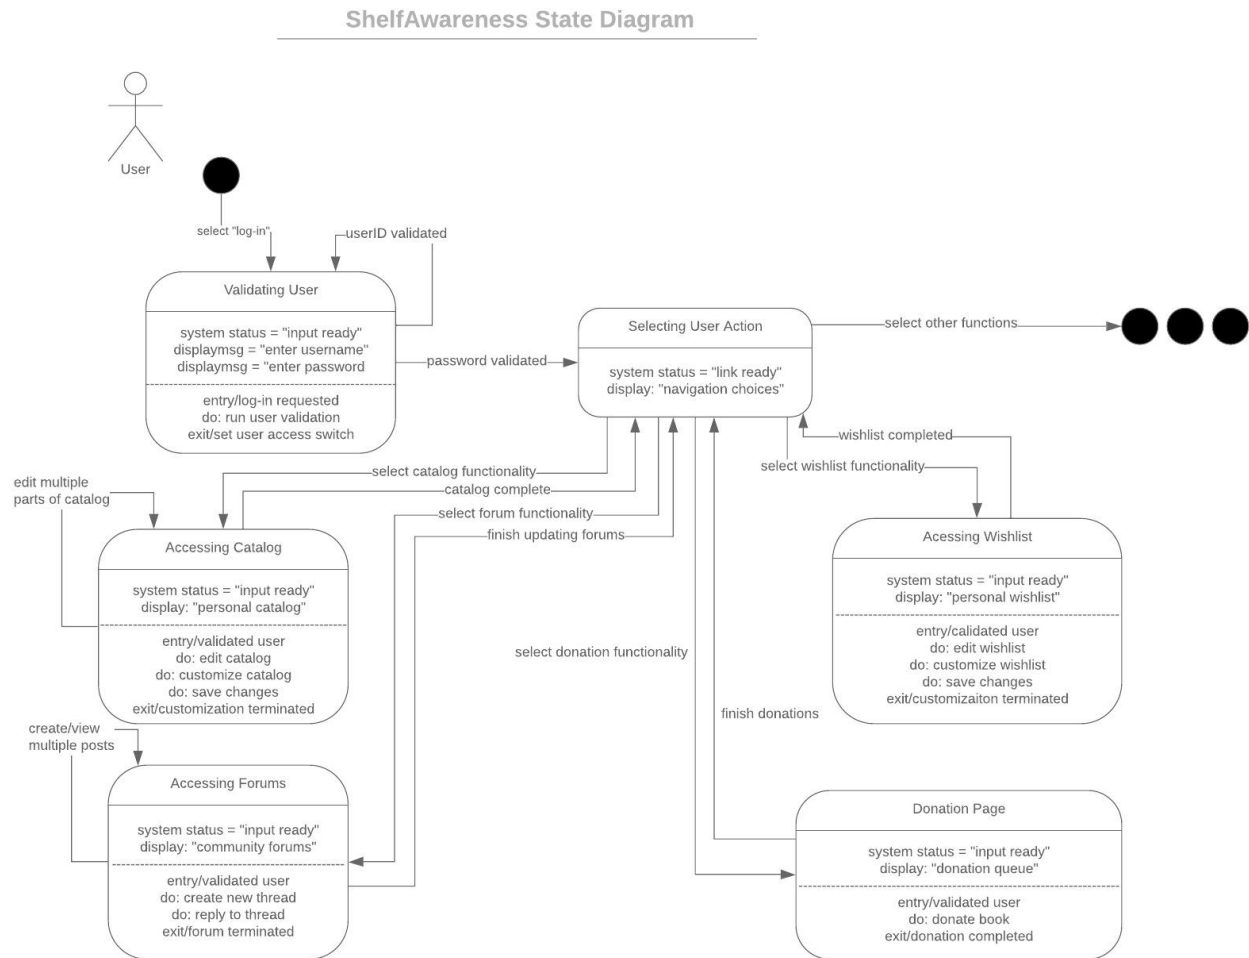 ShelfAwareness State Diagram
User
select "log-in"
userID validated
Validating User
system status = "input ready"
displaymsg = "enter username"
displaymsg = "enter password
entry/log-in requested
do: run user validation
exit/set user access switch
password validated
Selecting User Action
system status = "link ready"
display: "navigation choices"
select other functions
wishlist completed
select wishlist functionality
select catalog functionality
catalog complete
select forum functionality
finish updating forums
edit multiple
parts of catalog
Accessing Catalog
system status = "input ready"
display: "personal catalog"
entry/validated user
do: edit catalog
do: customize catalog
do: save changes
exit/customization terminated
Acessing Wishlist
system status = "input ready"
display: "personal wishlist"
entry/calidated user
do: edit wishlist
do: customize wishlist
do: save changes
exit/customizaiton terminated
select donation functionality
finish donations
create/view
multiple posts
Accessing Forums
system status = "input ready"
display: "community forums"
entry/validated user
do: create new thread
do: reply to thread
exit/forum terminated
Donation Page
system status = "input ready"
display: "donation queue"
entry/validated user
do: donate book
exit/donation completed